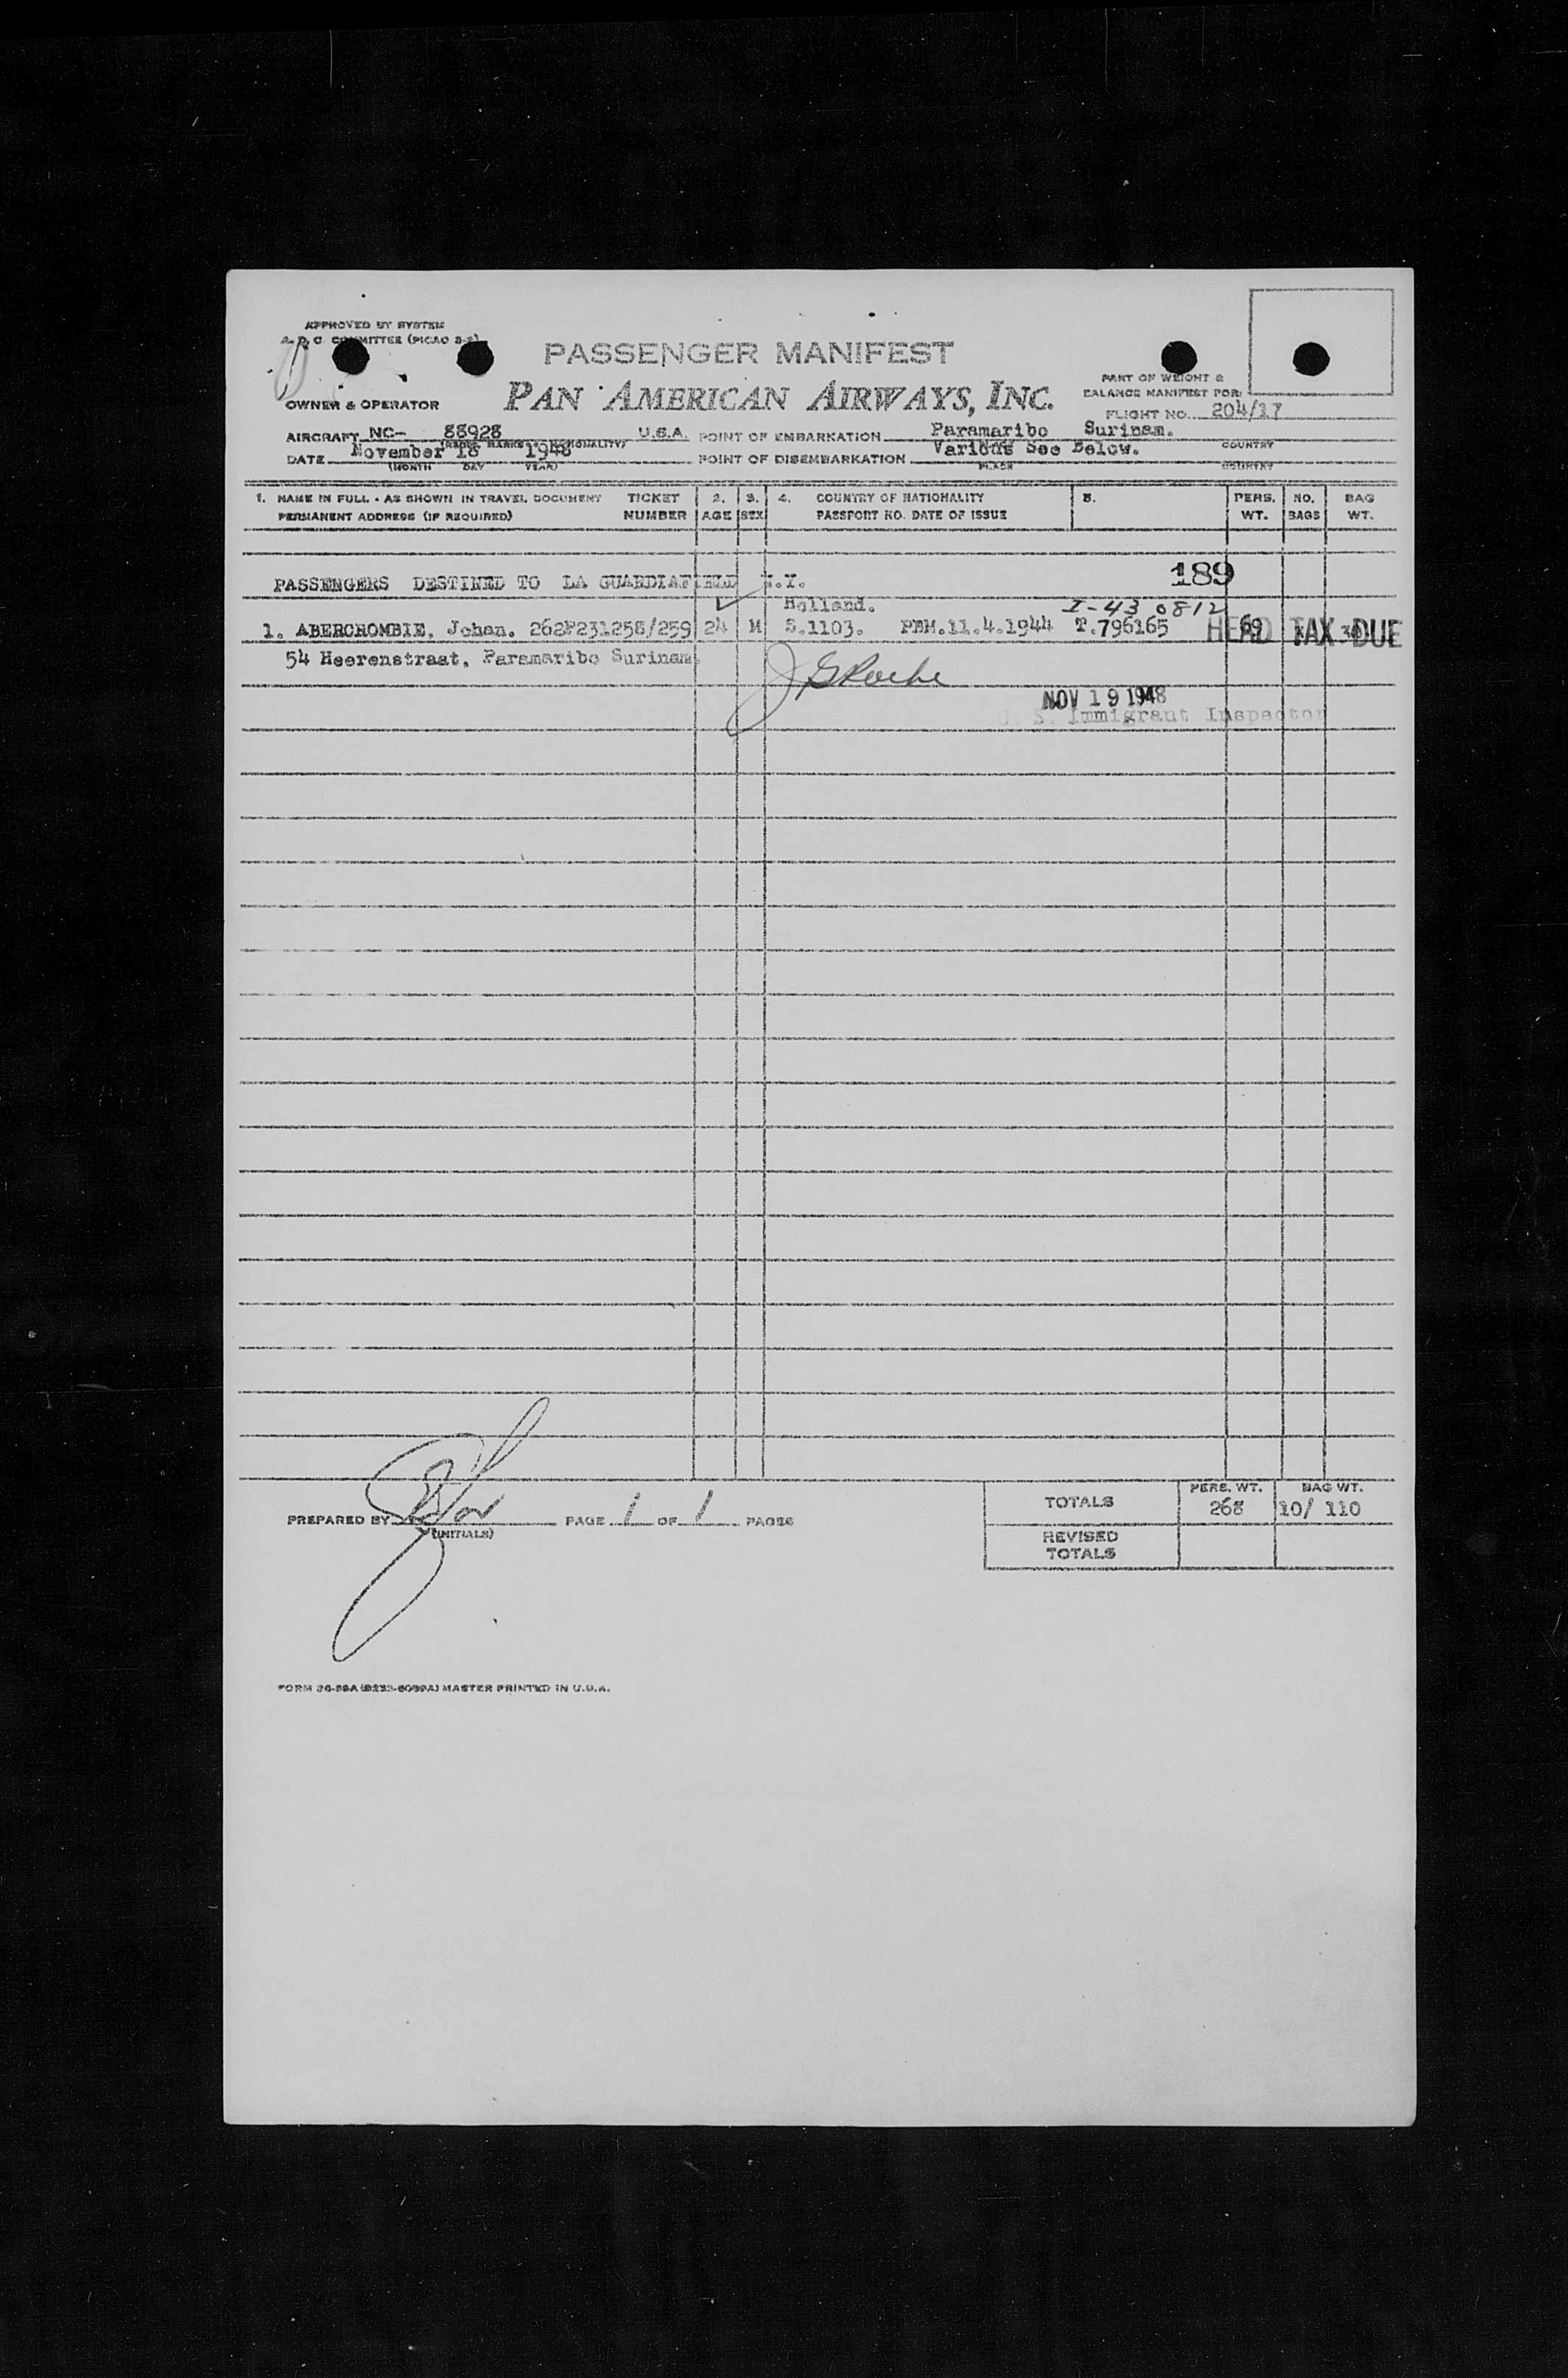 APPROVED BY SYSTEM
COMMITTEE (PICAO
PASSENGER MANIFEST
PAN AMERICAN AIRWAYS, INC.
OWNER & OPERATOR
PART OF WEIGHT &
BALANCE MANIFEST FOR:
FLIGHT NO. 204/17
AIRCRAFT NC- 88928 U.S.A. POINT OF EMBARKATION Paramaribo Surinam.
COUNTRY
DATE November 18 1948 POINT OF DISEMBARKATION Various See Below.
(MONTH DAY YEAR) PLACE COUNTRY
1. NAME IN FULL - AS SHOWN IN TRAVEL DOCUMENT TICKET 2. 3. 4. COUNTRY OF NATIONALITY 5. PERS. NO. BAG
PERMANENT ADDRESS (IF REQUIRED) NUMBER AGE SEX PASSPORT NO. DATE OF ISSUE WT. BAGS WT.
PASSENGERS DESTINED TO LA GUARDIAFIELD N.Y. 189
Holland. I-430812
1. ABERCROMBIE, Johan. 262P231258/259 24 M S.1103. PBM.11.4.1944 T.796165 69 HEAD TAX DUE
54 Heerenstraat, Paramaribo Surinam.
NOV 19 1948
U. S. Immigrant Inspector
PREPARED BY PAGE 1 OF 1 PAGES
(INITIALS)
PERS. WT. BAG WT.
TOTALS 268 10/ 110
REVISED
TOTALS
MASTER PRINTED IN U.S.A.